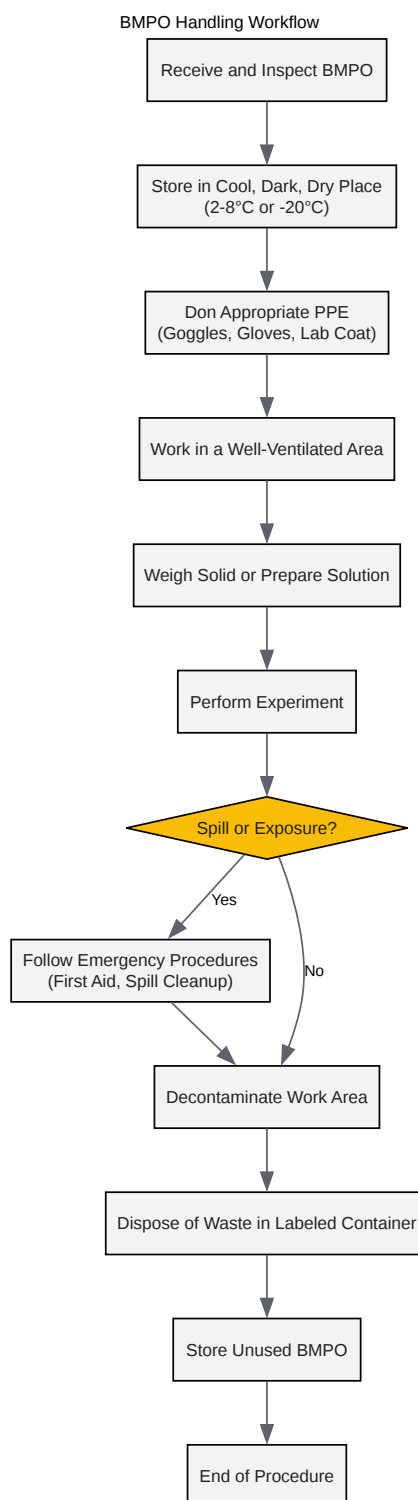 BMPO Handling Workflow
Receive and Inspect BMPO
Store in Cool, Dark, Dry Place
(2-8°C or -20°C)
Don Appropriate PPE
(Goggles, Gloves, Lab Coat)
Work in a Well-Ventilated Area
Weigh Solid or Prepare Solution
Perform Experiment
Spill or Exposure?
Yes
Follow Emergency Procedures
(First Aid, Spill Cleanup)
No
Decontaminate Work Area
Dispose of Waste in Labeled Container
Store Unused BMPO
End of Procedure